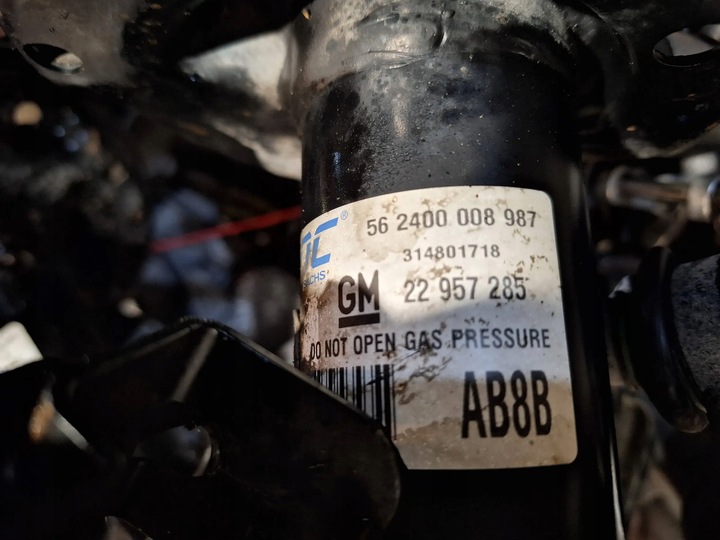 56 2400 008 987
314801718
GM 22 957 285
DO NOT OPEN GAS PRESSURE
AB8B